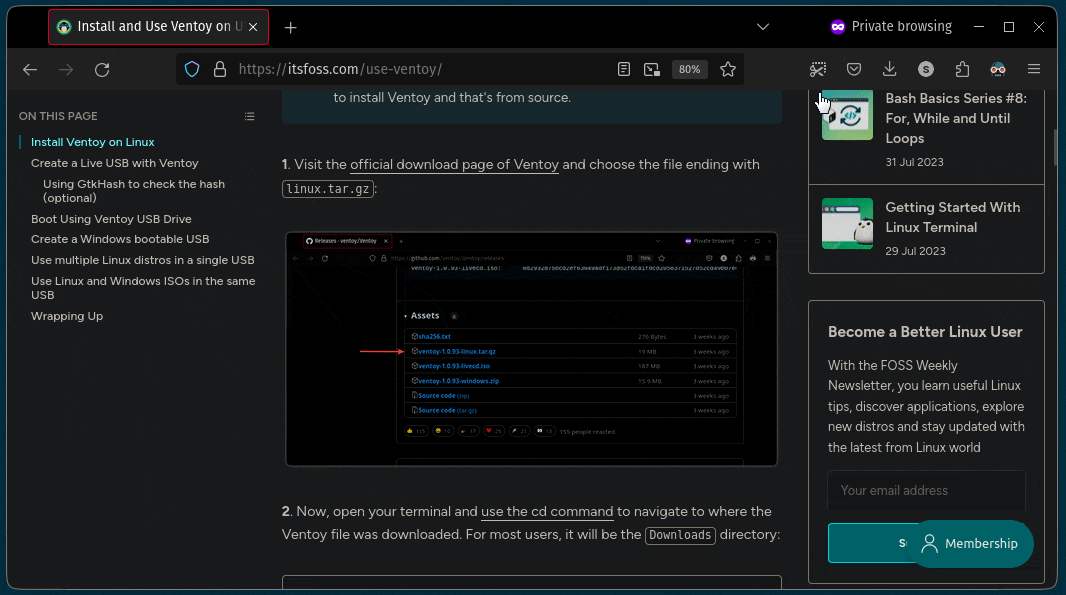 Install and Use Ventoy on U
Private browsing
https://itsfoss.com/use-ventoy/
80%
S
ON THIS PAGE
Install Ventoy on Linux
Create a Live USB with Ventoy
Using GtkHash to check the hash
(optional)
Boot Using Ventoy USB Drive
Create a Windows bootable USB
Use multiple Linux distros in a single USB
Use Linux and Windows ISOs in the same
USB
Wrapping Up
to install Ventoy and that's from source.
1. Visit the official download page of Ventoy and choose the file ending with
linux.tar.gz:
Releases · ventoy/Ventoy
Private browsing
https://github.com/ventoy/Ventoy/releases
ventoy-1.0.93-livecd.iso:
Assets 6
sha256.txt 276 Bytes 3 weeks ago
ventoy-1.0.93-linux.tar.gz 19 MB 3 weeks ago
ventoy-1.0.93-livecd.iso 187 MB 3 weeks ago
ventoy-1.0.93-windows.zip 15.9 MB 3 weeks ago
Source code (zip) 3 weeks ago
Source code (tar.gz) 3 weeks ago
155 people reacted
2. Now, open your terminal and use the cd command to navigate to where the
Ventoy file was downloaded. For most users, it will be the Downloads directory:
Bash Basics Series #8:
For, While and Until
Loops
31 Jul 2023
Getting Started With
Linux Terminal
29 Jul 2023
Become a Better Linux User
With the FOSS Weekly
Newsletter, you learn useful Linux
tips, discover applications, explore
new distros and stay updated with
the latest from Linux world
Your email address
Membership